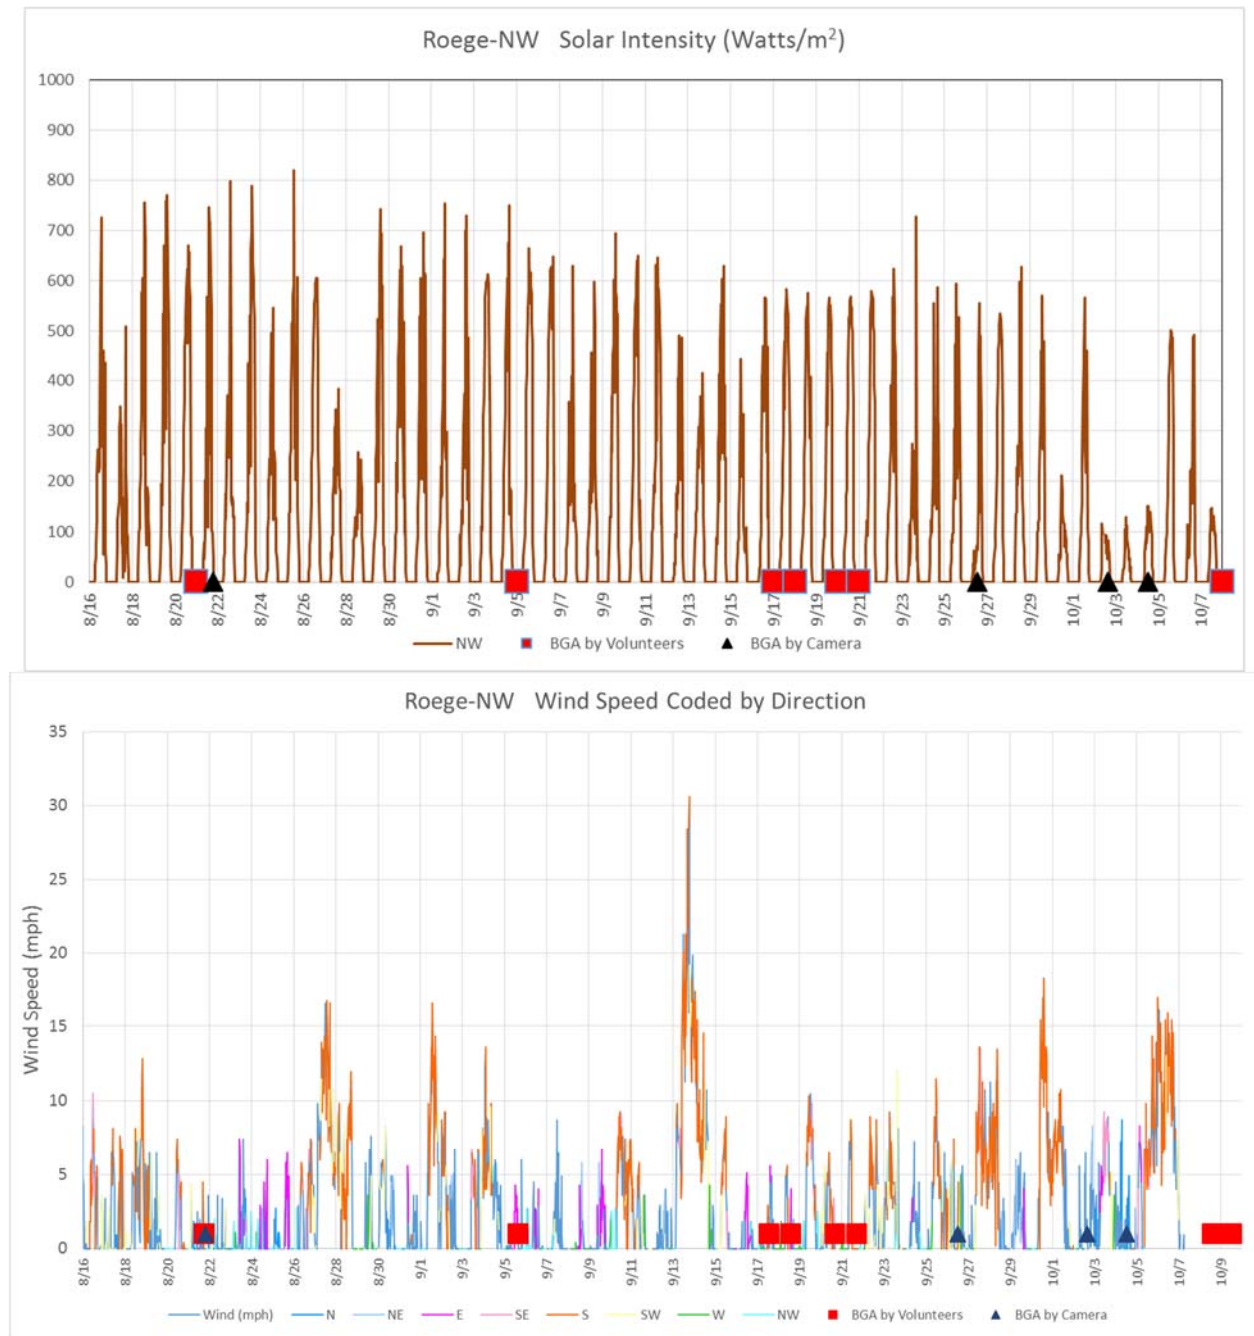 Roege-NW Solar Intensity (Watts/m²)
1000
900
800
700
600
500
400
300
200
100
0
8/16 8/18 8/20 8/22 8/24 8/26 8/28 8/30 9/1 9/3 9/5 9/7 9/9 9/11 9/13 9/15 9/17 9/19 9/21 9/23 9/25 9/27 9/29 10/1 10/3 10/5 10/7
NW BGA by Volunteers BGA by Camera
Roege-NW Wind Speed Coded by Direction
Wind Speed (mph)
35
30
25
20
15
10
5
0
8/16 8/18 8/20 8/22 8/24 8/26 8/28 8/30 9/1 9/3 9/5 9/7 9/9 9/11 9/13 9/15 9/17 9/19 9/21 9/23 9/25 9/27 9/29 10/1 10/3 10/5 10/7 10/9
Wind (mph) N NE E SE S SW W NW BGA by Volunteers BGA by Camera